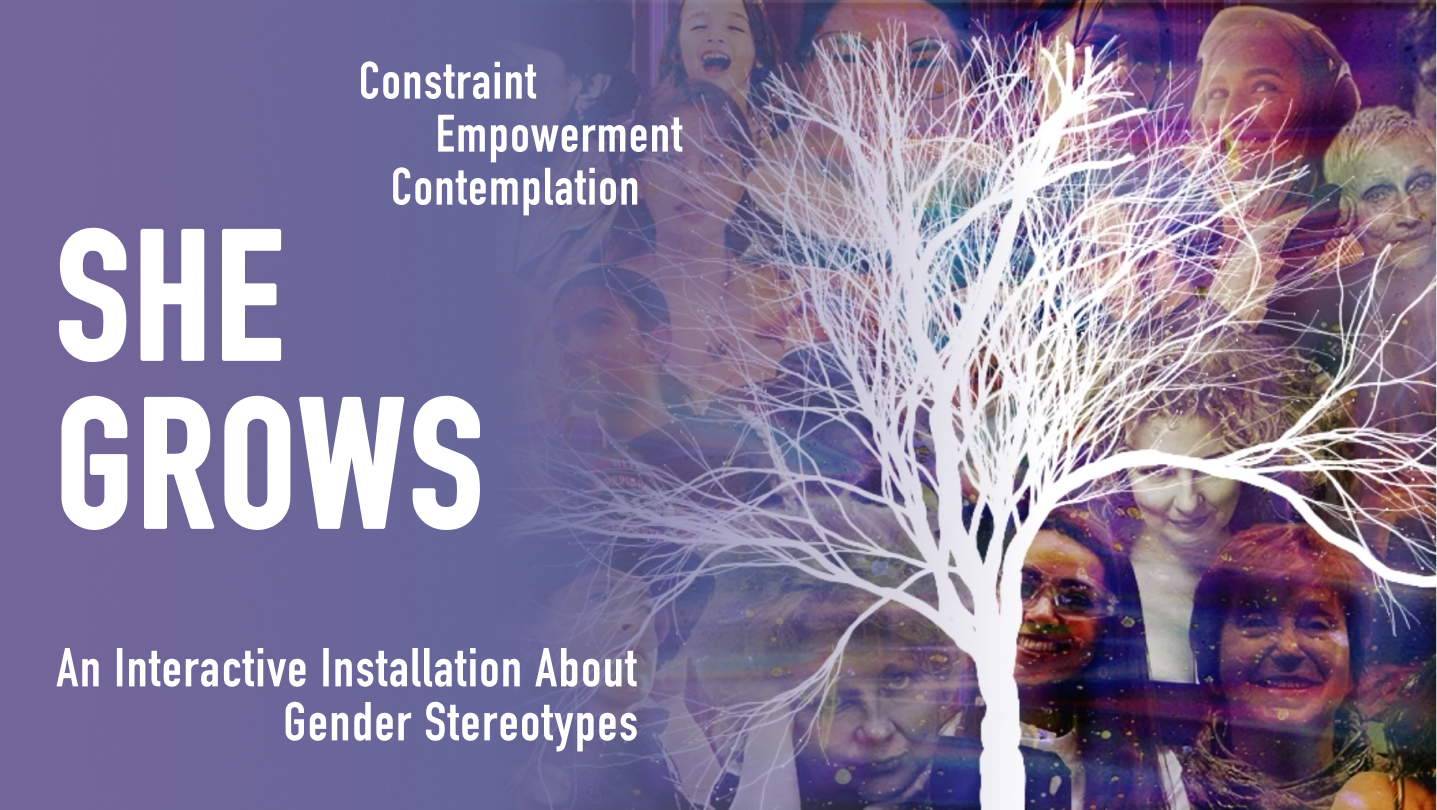 Constraint
Empowerment
Contemplation
SHE
GROWS
An Interactive Installation About
Gender Stereotypes